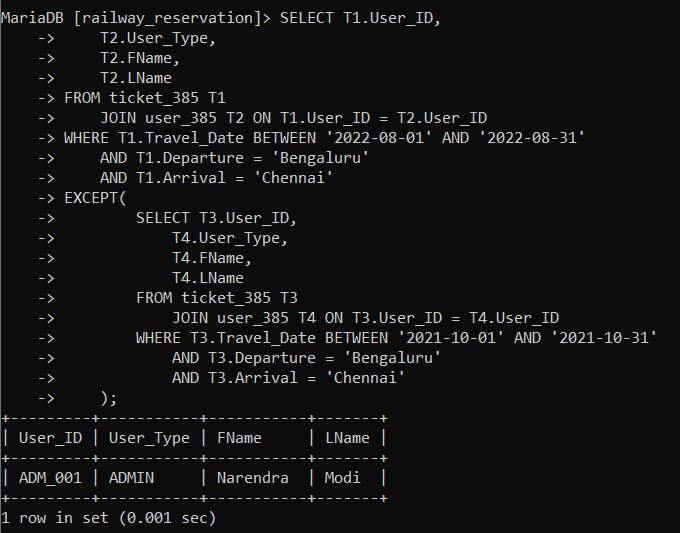 MariaDB [railway_reservation]> SELECT T1.User_ID,
    ->     T2.User_Type,
    ->     T2.FName,
    ->     T2.LName
    -> FROM ticket_385 T1
    ->     JOIN user_385 T2 ON T1.User_ID = T2.User_ID
    -> WHERE T1.Travel_Date BETWEEN '2022-08-01' AND '2022-08-31'
    ->     AND T1.Departure = 'Bengaluru'
    ->     AND T1.Arrival = 'Chennai'
    -> EXCEPT(
    ->         SELECT T3.User_ID,
    ->             T4.User_Type,
    ->             T4.FName,
    ->             T4.LName
    ->         FROM ticket_385 T3
    ->             JOIN user_385 T4 ON T3.User_ID = T4.User_ID
    ->         WHERE T3.Travel_Date BETWEEN '2021-10-01' AND '2021-10-31'
    ->             AND T3.Departure = 'Bengaluru'
    ->             AND T3.Arrival = 'Chennai'
    ->     );
+---------+-----------+----------+-------+
| User_ID | User_Type | FName    | LName |
+---------+-----------+----------+-------+
| ADM_001 | ADMIN     | Narendra | Modi  |
+---------+-----------+----------+-------+
1 row in set (0.001 sec)